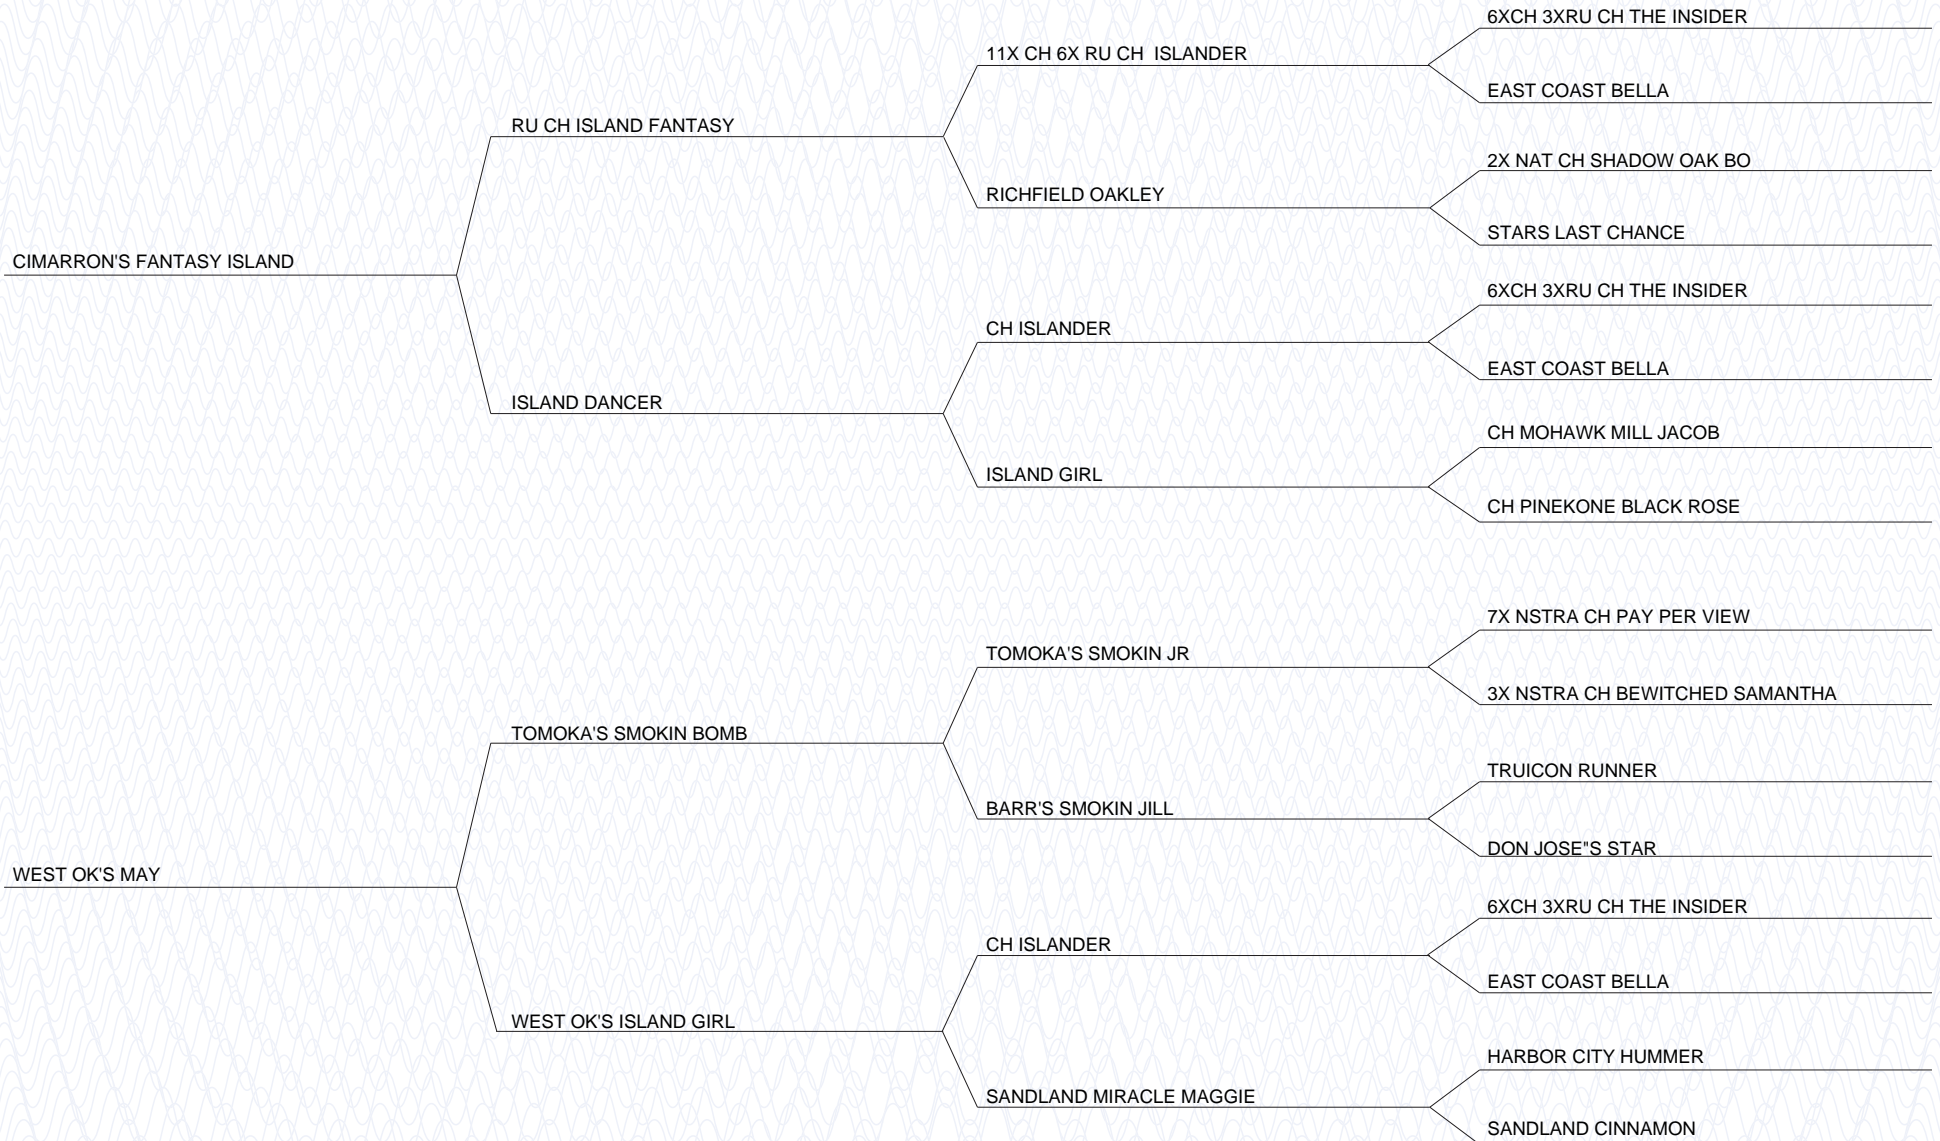 6XCH 3XRU CH THE INSIDER
11X CH 6X RU CH  ISLANDER
EAST COAST BELLA
RU CH ISLAND FANTASY
2X NAT CH SHADOW OAK BO
RICHFIELD OAKLEY
STARS LAST CHANCE
CIMARRON'S FANTASY ISLAND
6XCH 3XRU CH THE INSIDER
CH ISLANDER
EAST COAST BELLA
ISLAND DANCER
CH MOHAWK MILL JACOB
ISLAND GIRL
CH PINEKONE BLACK ROSE
7X NSTRA CH PAY PER VIEW
TOMOKA'S SMOKIN JR
3X NSTRA CH BEWITCHED SAMANTHA
TOMOKA'S SMOKIN BOMB
TRUICON RUNNER
BARR'S SMOKIN JILL
DON JOSE"S STAR
WEST OK'S MAY
6XCH 3XRU CH THE INSIDER
CH ISLANDER
EAST COAST BELLA
WEST OK'S ISLAND GIRL
HARBOR CITY HUMMER
SANDLAND MIRACLE MAGGIE
SANDLAND CINNAMON